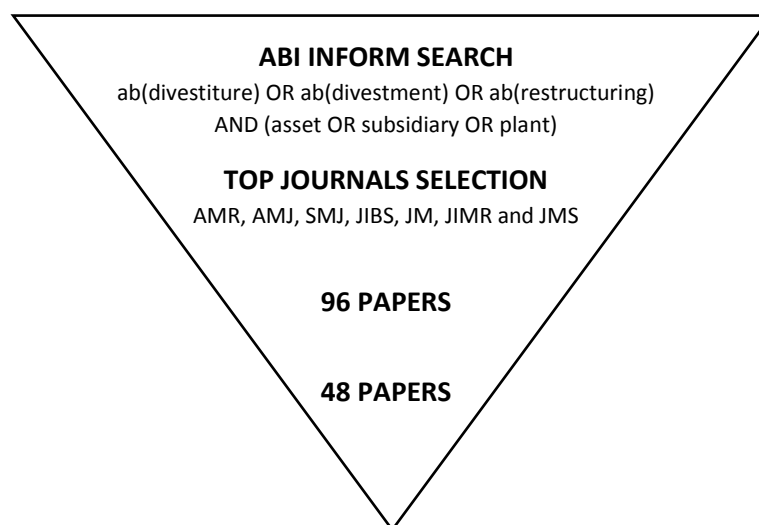 ABI INFORM SEARCH
ab(divestiture) OR ab(divestment) OR ab(restructuring)
AND (asset OR subsidiary OR plant)
TOP JOURNALS SELECTION
AMR, AMJ, SMJ, JIBS, JM, JIMR and JMS
96 PAPERS
48 PAPERS